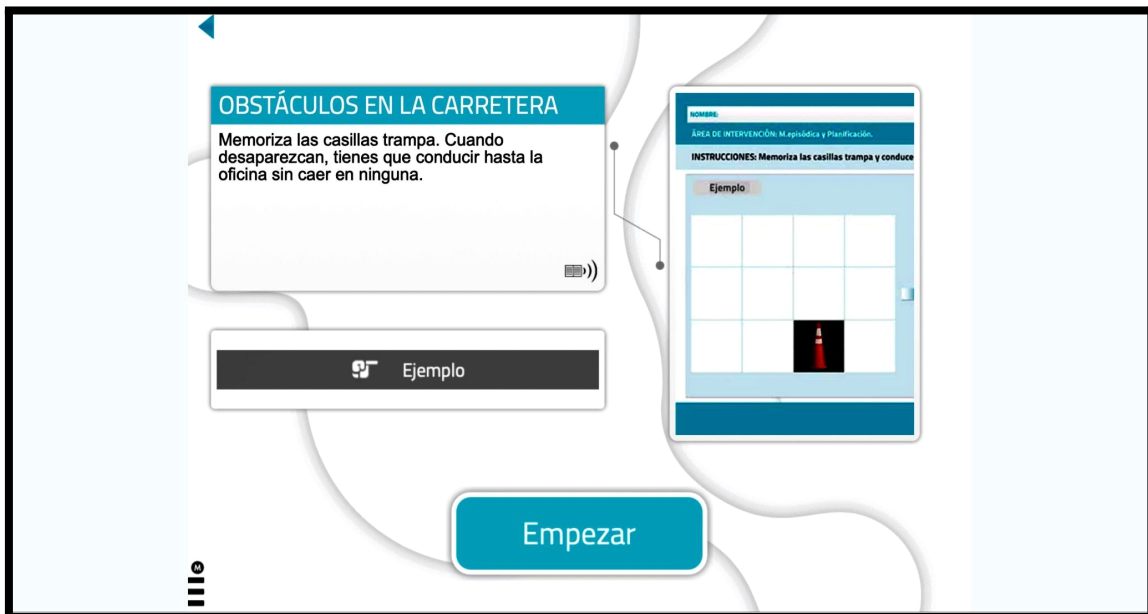 OBSTÁCULOS EN LA CARRETERA
Memoriza las casillas trampa. Cuando
desaparezcan, tienes que conducir hasta la
oficina sin caer en ninguna.
Ejemplo
NOMBRE:
ÁREA DE INTERVENCIÓN: M.episódica y Planificación.
INSTRUCCIONES: Memoriza las casillas trampa y conduce
Ejemplo
Empezar
M